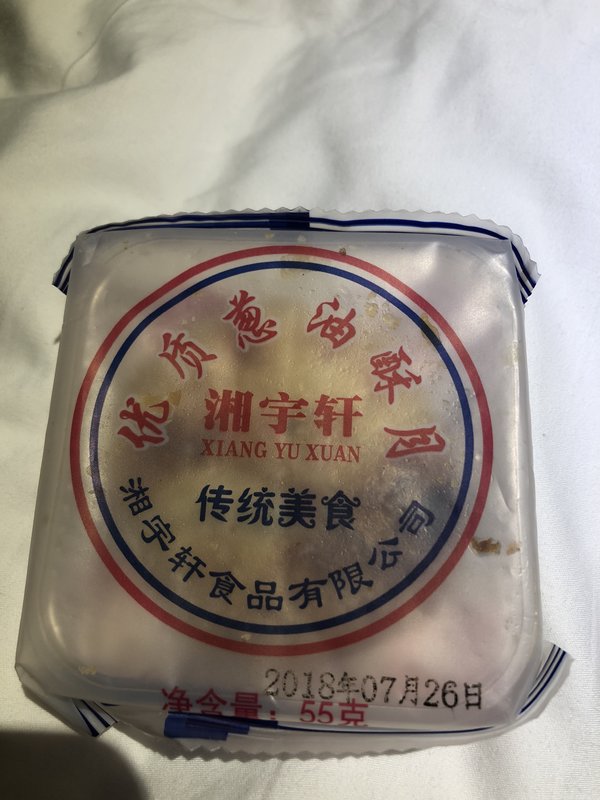 优质葱油酥月
湘宇轩
XIANG YU XUAN
传统美食
湘宇轩食品有限公司
2018年07月26日
净含量：55克